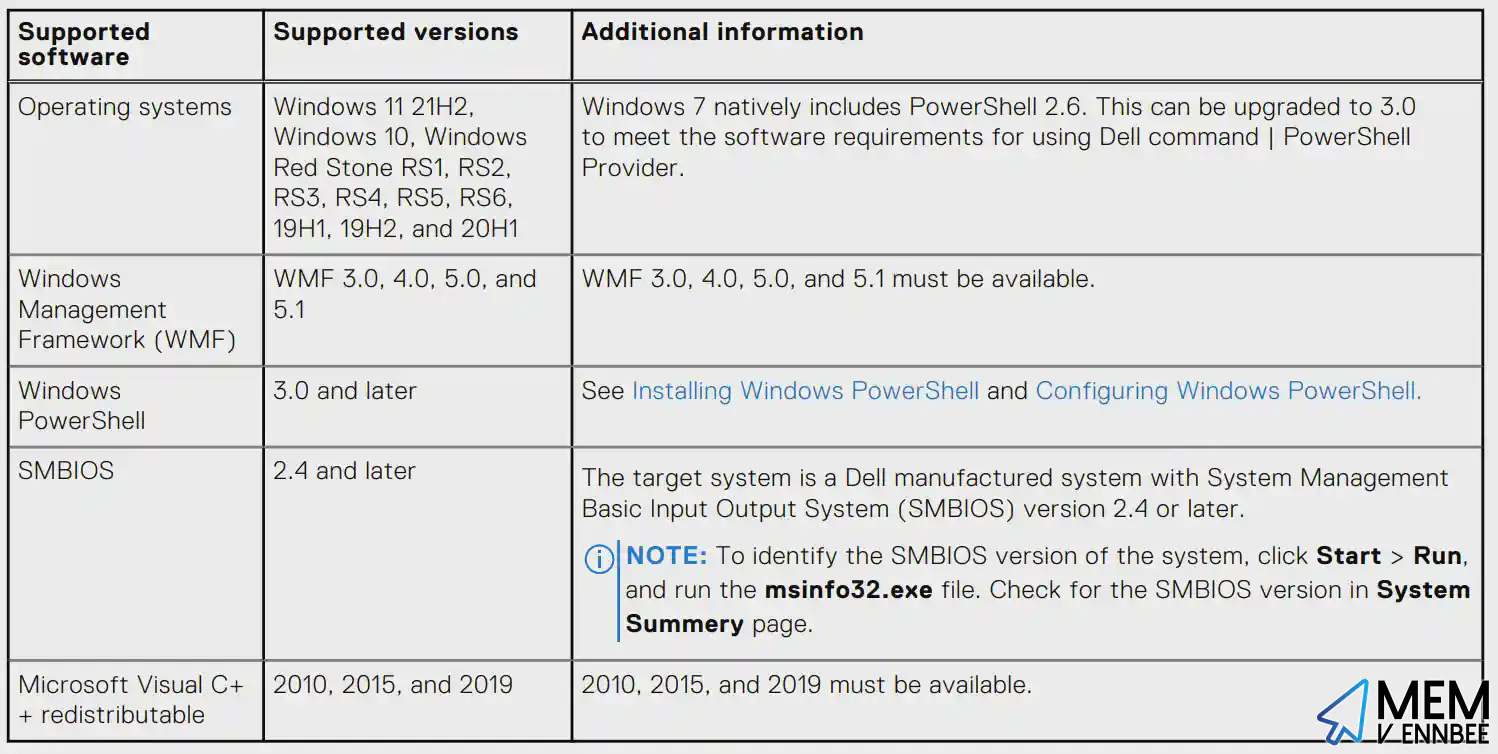 Supported
software
Supported versions
Additional information
Operating systems
Windows 11 21H2,
Windows 10, Windows
Red Stone RS1, RS2,
RS3, RS4, RS5, RS6,
19H1, 19H2, and 20H1
Windows 7 natively includes PowerShell 2.6. This can be upgraded to 3.0
to meet the software requirements for using Dell command | PowerShell
Provider.
Windows
Management
Framework (WMF)
WMF 3.0, 4.0, 5.0, and
5.1
WMF 3.0, 4.0, 5.0, and 5.1 must be available.
Windows
PowerShell
3.0 and later
See Installing Windows PowerShell and Configuring Windows PowerShell.
SMBIOS
2.4 and later
The target system is a Dell manufactured system with System Management
Basic Input Output System (SMBIOS) version 2.4 or later.
NOTE: To identify the SMBIOS version of the system, click Start > Run,
and run the msinfo32.exe file. Check for the SMBIOS version in System
Summery page.
Microsoft Visual C+
+ redistributable
2010, 2015, and 2019
2010, 2015, and 2019 must be available.
MEM
V ENNBEE